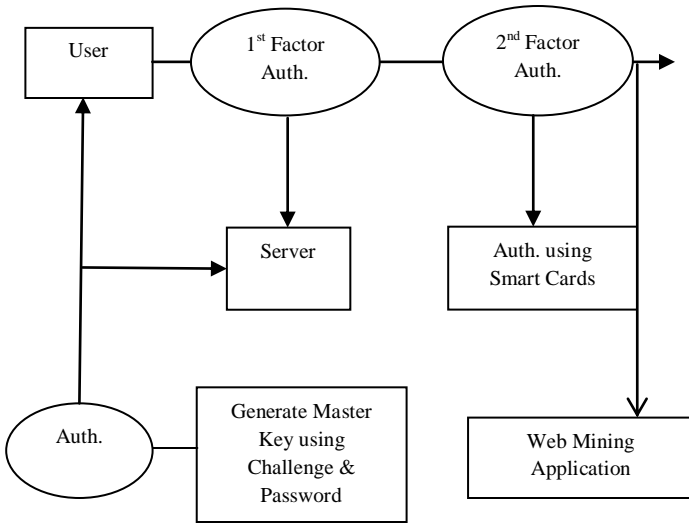 User
1st Factor
Auth.
2nd Factor
Auth.
Server
Auth. using
Smart Cards
Auth.
Generate Master
Key using
Challenge &
Password
Web Mining
Application